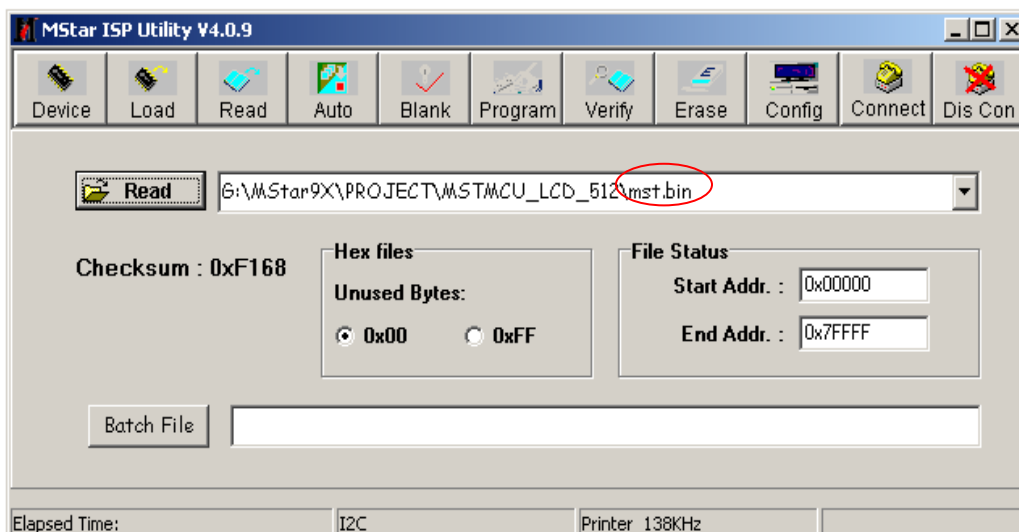 MStar ISP Utility V4.0.9
Device Load Read Auto Blank Program Verify Erase Config Connect Dis Con
Read G:\MStar9X\PROJECT\MSTMCU_LCD_512\mst.bin
Checksum : 0xF168
Hex files
Unused Bytes:
0x00 0xFF
File Status
Start Addr. : 0x00000
End Addr. : 0x7FFFF
Batch File
Elapsed Time: I2C Printer 138KHz